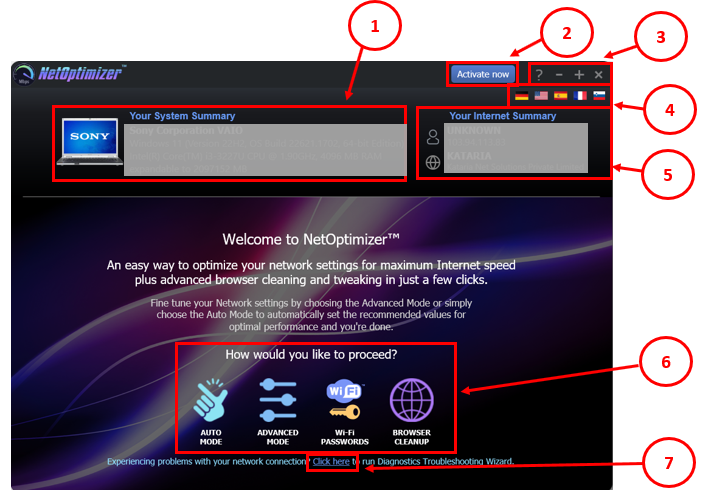 1
2
3
NetOptimizer™
Activate now
? - + ×
4
Your System Summary
Your Internet Summary
Sony Corporation VAIO
UNKNOWN
SONY
KATARIA
5
Welcome to NetOptimizer™
An easy way to optimize your network settings for maximum Internet speed
plus advanced browser cleaning and tweaking in just a few clicks.
Fine tune your Network settings by choosing the Advanced Mode or simply
choose the Auto Mode to automatically set the recommended values for
optimal performance and you're done.
How would you like to proceed?
6
WiFi
AUTO
MODE
ADVANCED
MODE
Wi-Fi
PASSWORDS
BROWSER
CLEANUP
Experiencing problems with your network connection? Click here to run Diagnostics Troubleshooting Wizard.
7